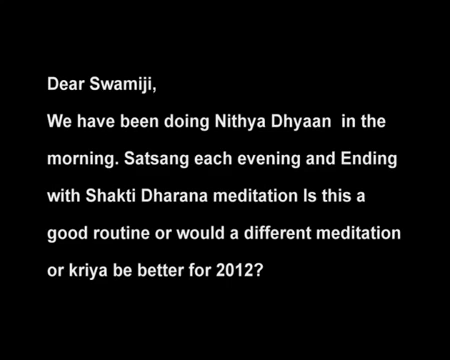 Dear Swamiji,
We have been doing Nithya Dhyaan in the
morning. Satsang each evening and Ending
with Shakti Dharana meditation Is this a
good routine or would a different meditation
or kriya be better for 2012?